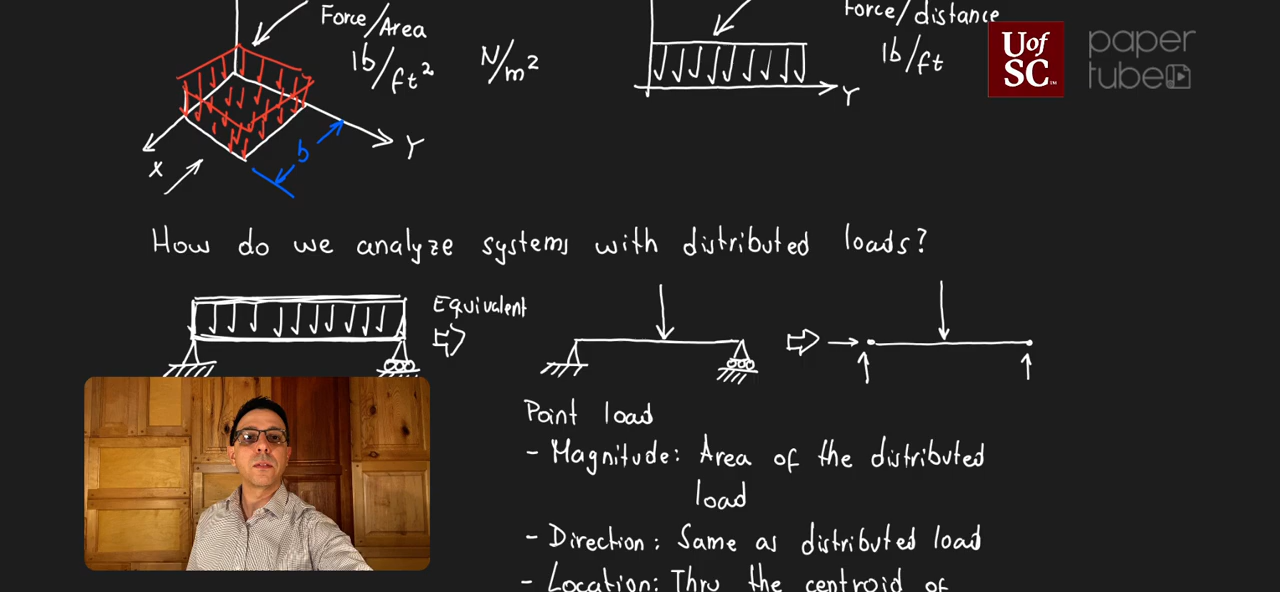 Force/Area
lb/ft²
N/m²
X
Y
b
Force/distance
lb/ft
Y
U of SC
paper tube
How do we analyze systems with distributed loads?
Equivalent
Point load
- Magnitude: Area of the distributed
load
- Direction: Same as distributed load
- Location: Thru the centroid of